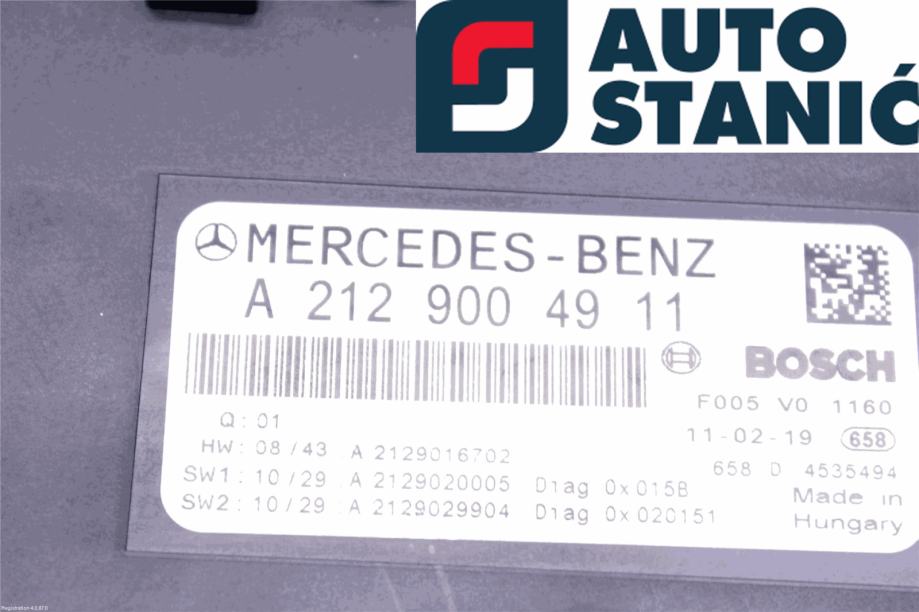 AUTO
STANIĆ
MERCEDES-BENZ
A 212 900 49 11
BOSCH
F005 V0 1160
Q: 01
11-02-19 658
HW: 08/43 A 2129016702
658 D 4535494
SW1: 10/29 A 2129020005 Diag 0x015B
Made in
SW2: 10/29 A 2129029904 Diag 0x020151
Hungary